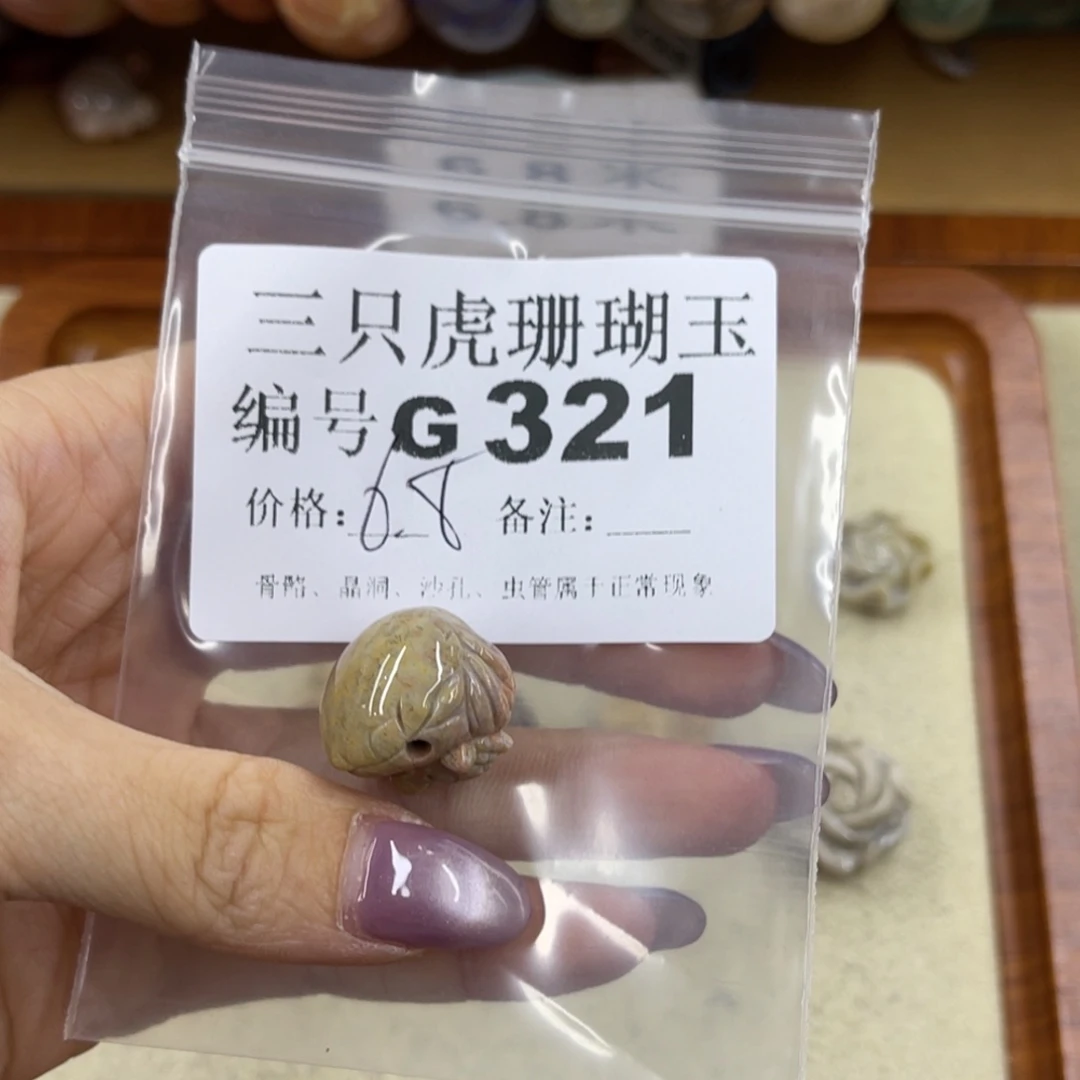 三只虎珊瑚玉
编号G321
价格:68 备注:
骨骼、晶洞、沙孔、虫管属于正常现象